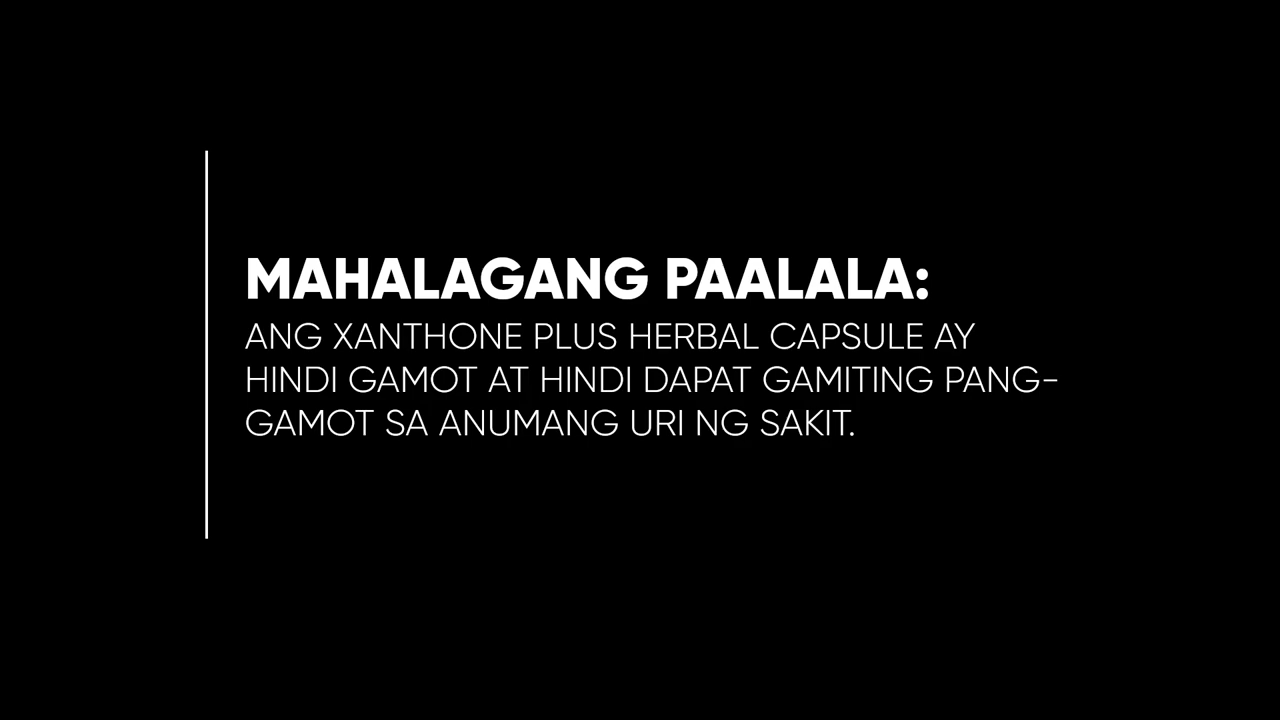 MAHALAGANG PAALALA:
ANG XANTHONE PLUS HERBAL CAPSULE AY
HINDI GAMOT AT HINDI DAPAT GAMITING PANG-
GAMOT SA ANUMANG URI NG SAKIT.